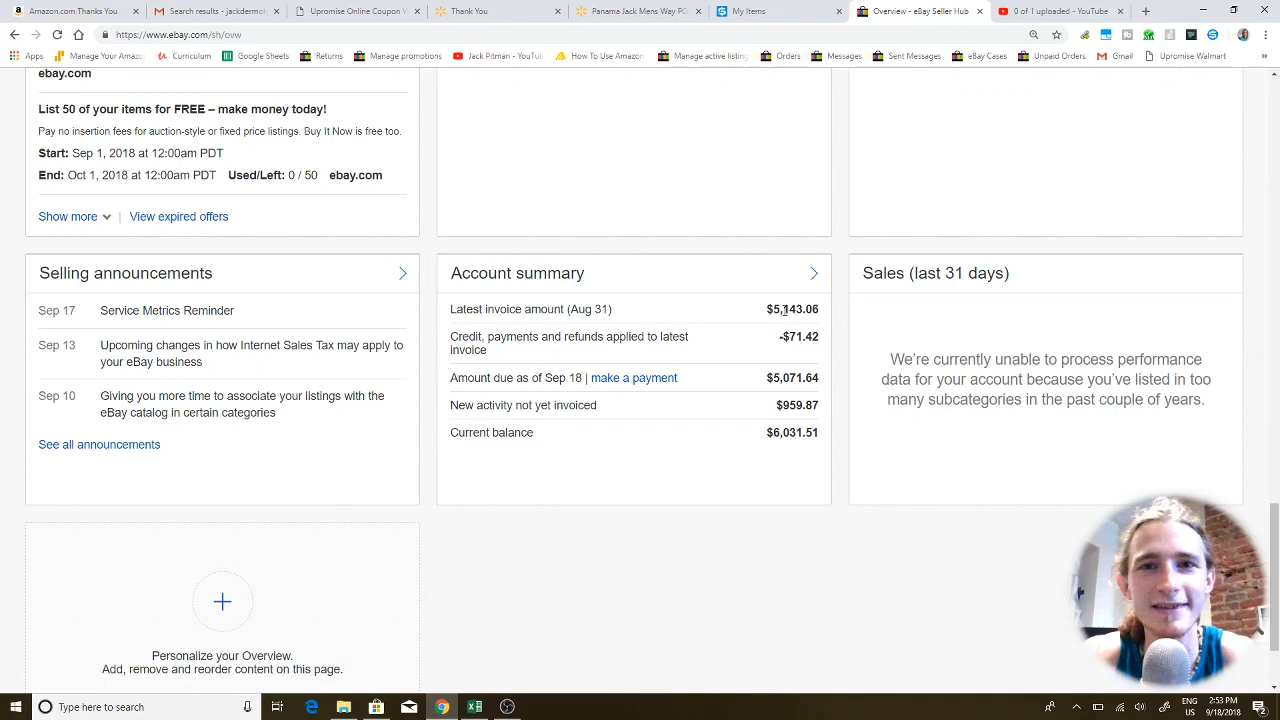 Amazon.com Thanks You
Search results - jackdermot
Upromise Online Coupon
Thank You
Panama Jack Mens Way PO
My Items
Overview - eBay Seller Hub
0 of 1 uploaded - YouTube
https://www.ebay.com/sh/ovw
Apps
Manage Your Amazo
Curriculum
Google Sheets
Returns
Manage promotions
Jack Pitman - YouTu
How To Use Amazon
Manage active listing
Orders
Messages
Sent Messages
eBay Cases
Unpaid Orders
Gmail
Upromise Walmart
ebay.com
List 50 of your items for FREE – make money today!
Pay no insertion fees for auction-style or fixed price listings. Buy It Now is free too.
Start: Sep 1, 2018 at 12:00am PDT
End: Oct 1, 2018 at 12:00am PDT Used/Left: 0 / 50 ebay.com
Show more | View expired offers
Selling announcements
Sep 17 Service Metrics Reminder
Sep 13 Upcoming changes in how Internet Sales Tax may apply to
your eBay business
Sep 10 Giving you more time to associate your listings with the
eBay catalog in certain categories
See all announcements
Account summary
Latest invoice amount (Aug 31) $5,143.06
Credit, payments and refunds applied to latest -$71.42
invoice
Amount due as of Sep 18 | make a payment $5,071.64
New activity not yet invoiced $959.87
Current balance $6,031.51
Sales (last 31 days)
We're currently unable to process performance
data for your account because you've listed in too
many subcategories in the past couple of years.
Personalize your Overview.
Add, remove and reorder content on this page.
Type here to search
ENG
US
2:53 PM
9/18/2018